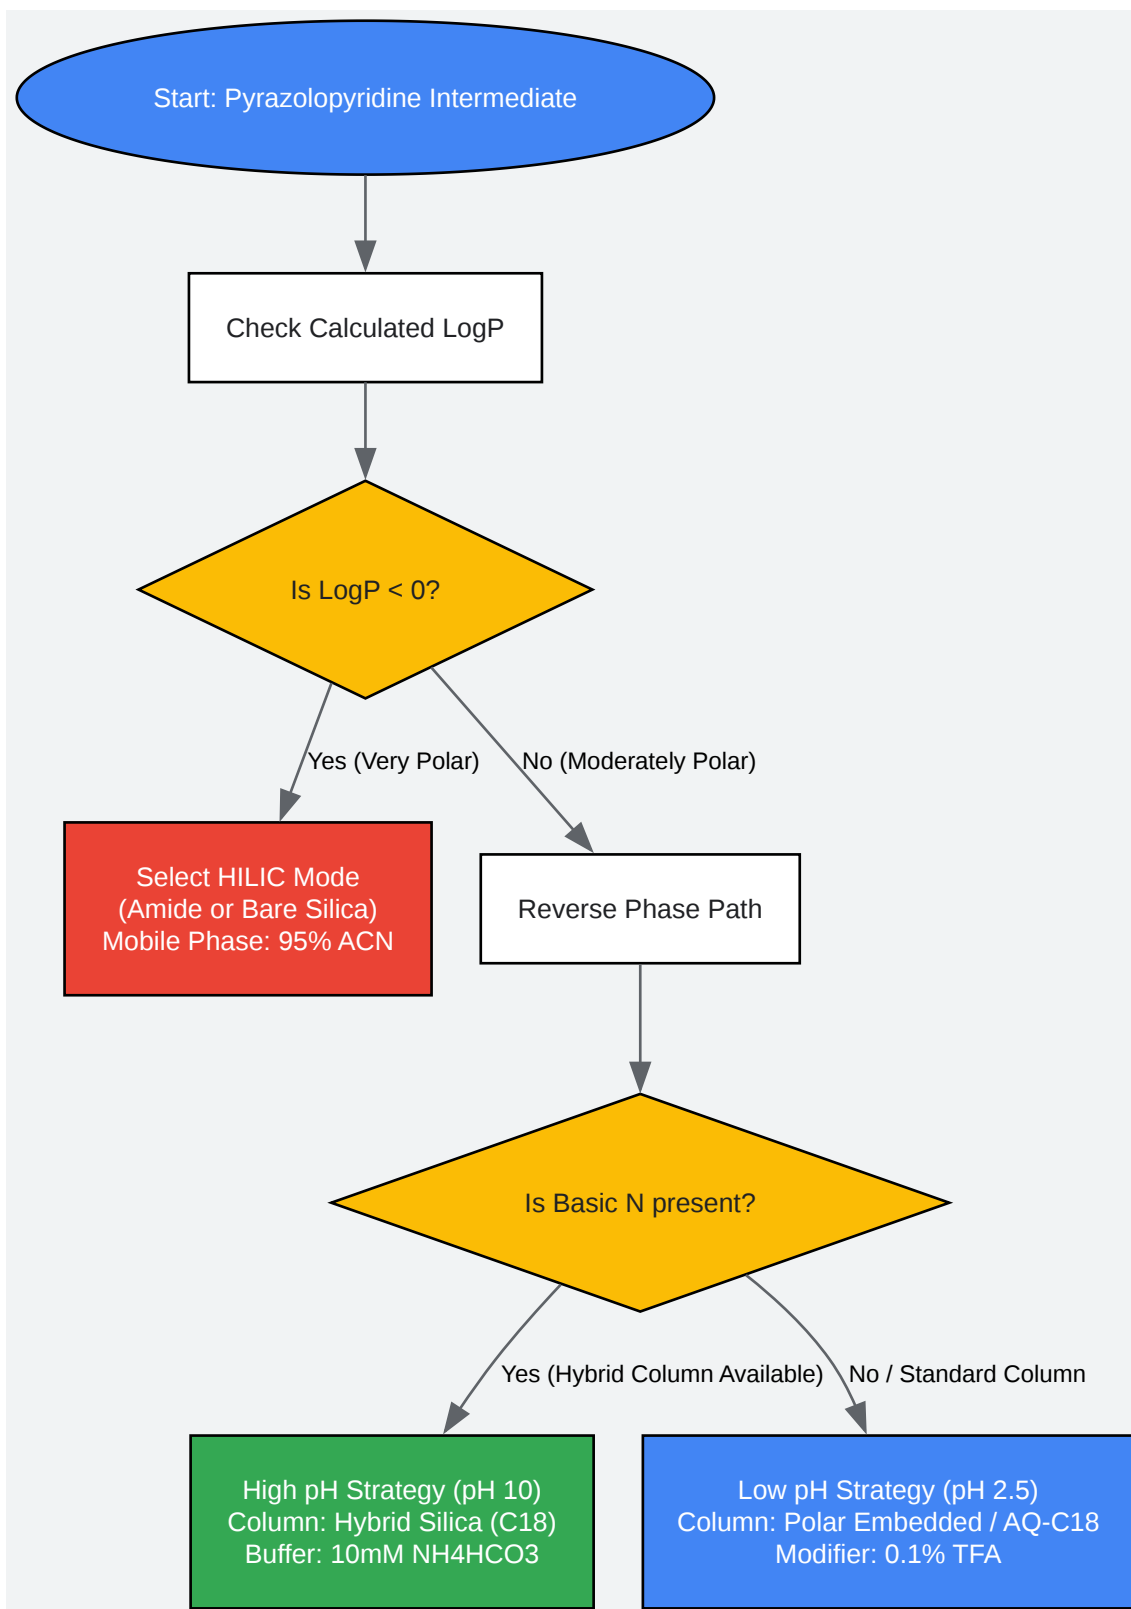 Start: Pyrazolopyridine Intermediate
Check Calculated LogP
Is LogP < 0?
Yes (Very Polar)
No (Moderately Polar)
Select HILIC Mode
(Amide or Bare Silica)
Mobile Phase: 95% ACN
Reverse Phase Path
Is Basic N present?
Yes (Hybrid Column Available)
No / Standard Column
High pH Strategy (pH 10)
Column: Hybrid Silica (C18)
Buffer: 10mM NH4HCO3
Low pH Strategy (pH 2.5)
Column: Polar Embedded / AQ-C18
Modifier: 0.1% TFA